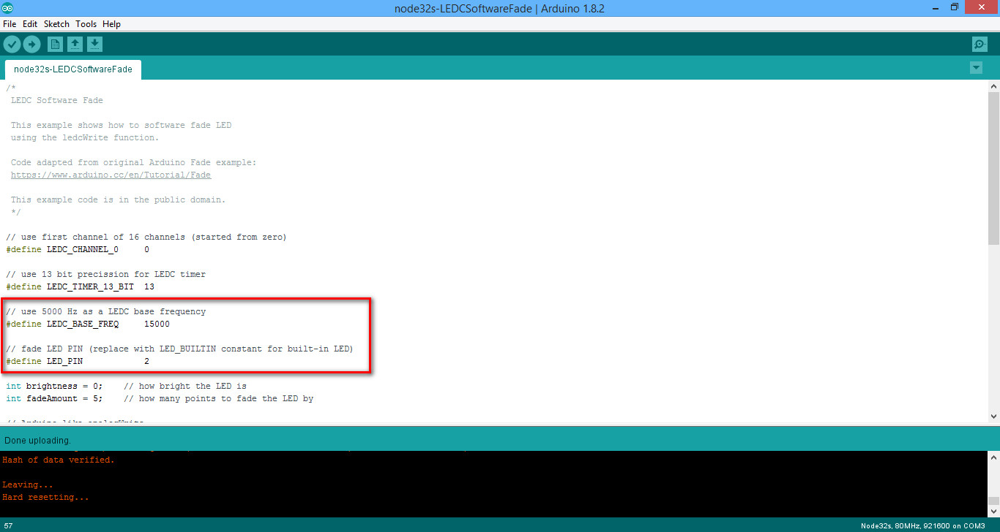 node32s-LEDCSoftwareFade | Arduino 1.8.2
File Edit Sketch Tools Help
node32s-LEDCSoftwareFade
/*
LEDC Software Fade
This example shows how to software fade LED
using the ledcWrite function.
Code adapted from original Arduino Fade example:
https://www.arduino.cc/en/Tutorial/Fade
This example code is in the public domain.
*/
// use first channel of 16 channels (started from zero)
#define LEDC_CHANNEL_0     0
// use 13 bit precission for LEDC timer
#define LEDC_TIMER_13_BIT  13
// use 5000 Hz as a LEDC base frequency
#define LEDC_BASE_FREQ     15000
// fade LED PIN (replace with LED_BUILTIN constant for built-in LED)
#define LED_PIN            2
int brightness = 0;    // how bright the LED is
int fadeAmount = 5;    // how many points to fade the LED by
// Arduino like analogWrite
Done uploading.
Hash of data verified.
Leaving...
Hard resetting...
57
Node32s, 80MHz, 921600 on COM3